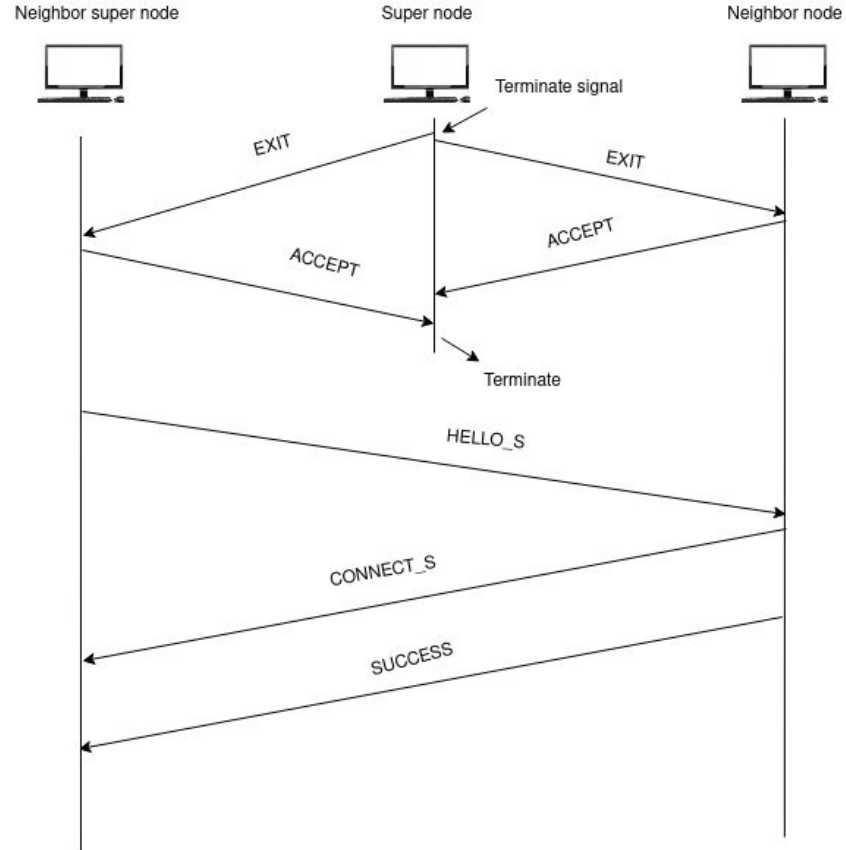 Neighbor super node
Super node
Neighbor node
Terminate signal
EXIT
EXIT
ACCEPT
ACCEPT
Terminate
HELLO_S
CONNECT_S
SUCCESS